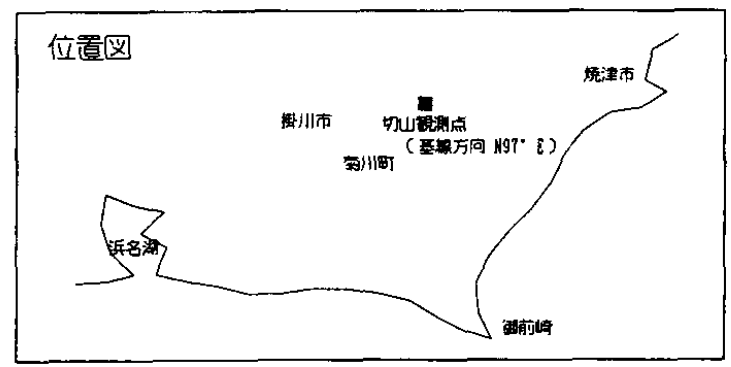 位置図
焼津市
掛川市
切山観測点
(基線方向 N97°E)
菊川町
浜名湖
御前崎